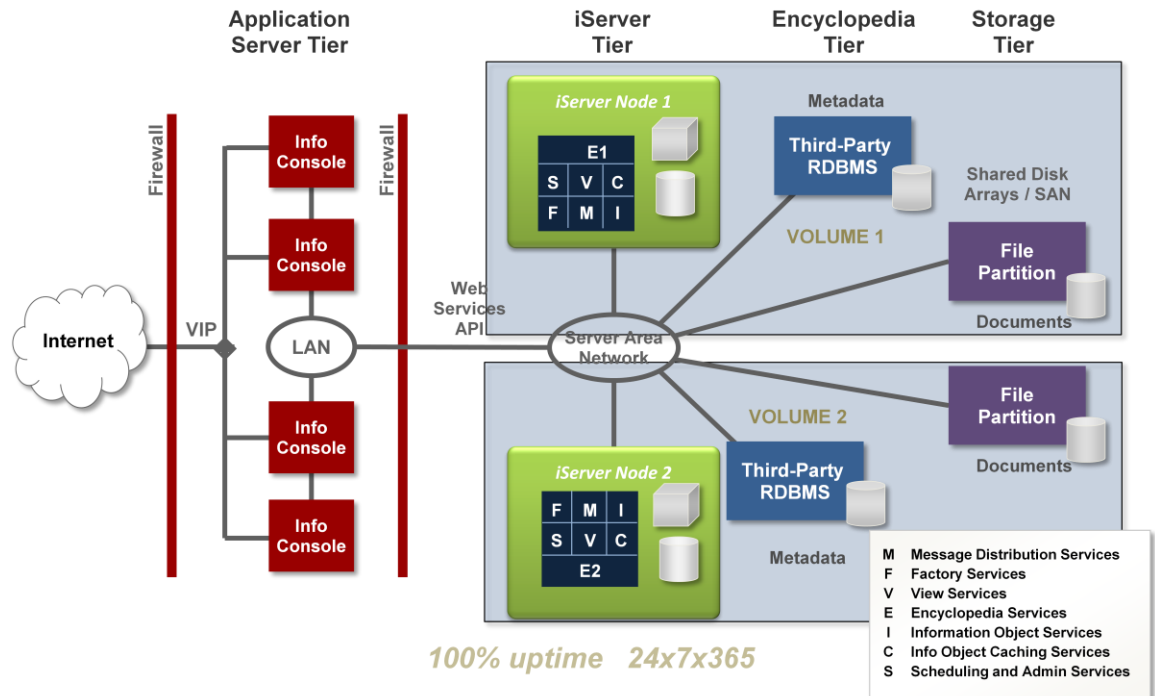 Application
Server Tier
iServer
Tier
Encyclopedia
Tier
Storage
Tier
Firewall
Info
Console
Info
Console
Internet
VIP
LAN
Info
Console
Info
Console
Firewall
Web
Services
API
iServer Node 1
E1
S V C
F M I
Metadata
Third-Party
RDBMS
Shared Disk
Arrays / SAN
VOLUME 1
File
Partition
Documents
Server Area
Network
VOLUME 2
File
Partition
Documents
iServer Node 2
F M I
S V C
E2
Third-Party
RDBMS
Metadata
M Message Distribution Services
F Factory Services
V View Services
E Encyclopedia Services
I Information Object Services
C Info Object Caching Services
S Scheduling and Admin Services
100% uptime 24x7x365